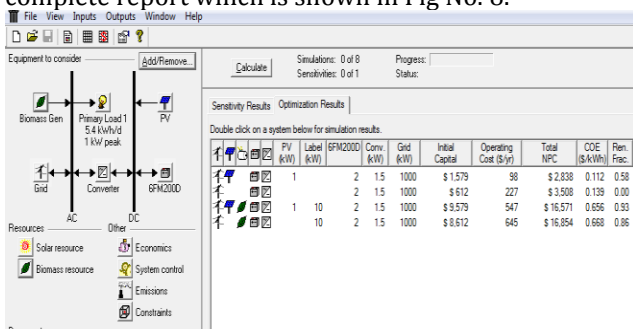 complete report which is shown in Fig No. 6.
File View Inputs Outputs Window Help
Equipment to consider Add/Remove...
Biomass Gen Primary Load 1 PV
5.4 kWh/d
1 kW peak
Grid Converter 6FM200D
AC DC
Resources Other
Solar resource Economics
Biomass resource System control
Emissions
Constraints
Calculate Simulations: 0 of 8 Progress:
Sensitivities: 0 of 1 Status:
Sensitivity Results Optimization Results
Double click on a system below for simulation results.
PV (kW) Label (kW) 6FM200D Conv. (kW) Grid (kW) Initial Capital Operating Cost ($/yr) Total NPC COE ($/kWh) Ren. Frac.
1 2 1.5 1000 $ 1,579 98 $ 2,838 0.112 0.58
2 1.5 1000 $ 612 227 $ 3,508 0.139 0.00
1 10 2 1.5 1000 $ 9,579 547 $ 16,571 0.656 0.93
10 2 1.5 1000 $ 8,612 645 $ 16,854 0.668 0.86